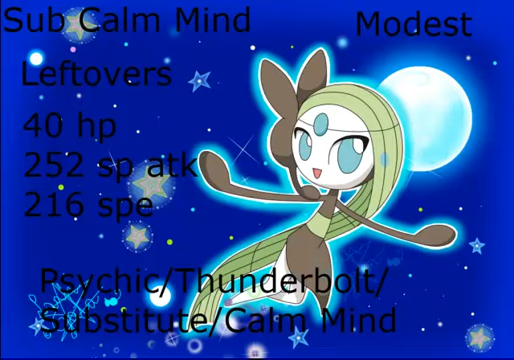 Sub Calm Mind
Modest
Leftovers
40 hp
252 sp atk
216 spe
Psychic/Thunderbolt/
Substitute/Calm Mind